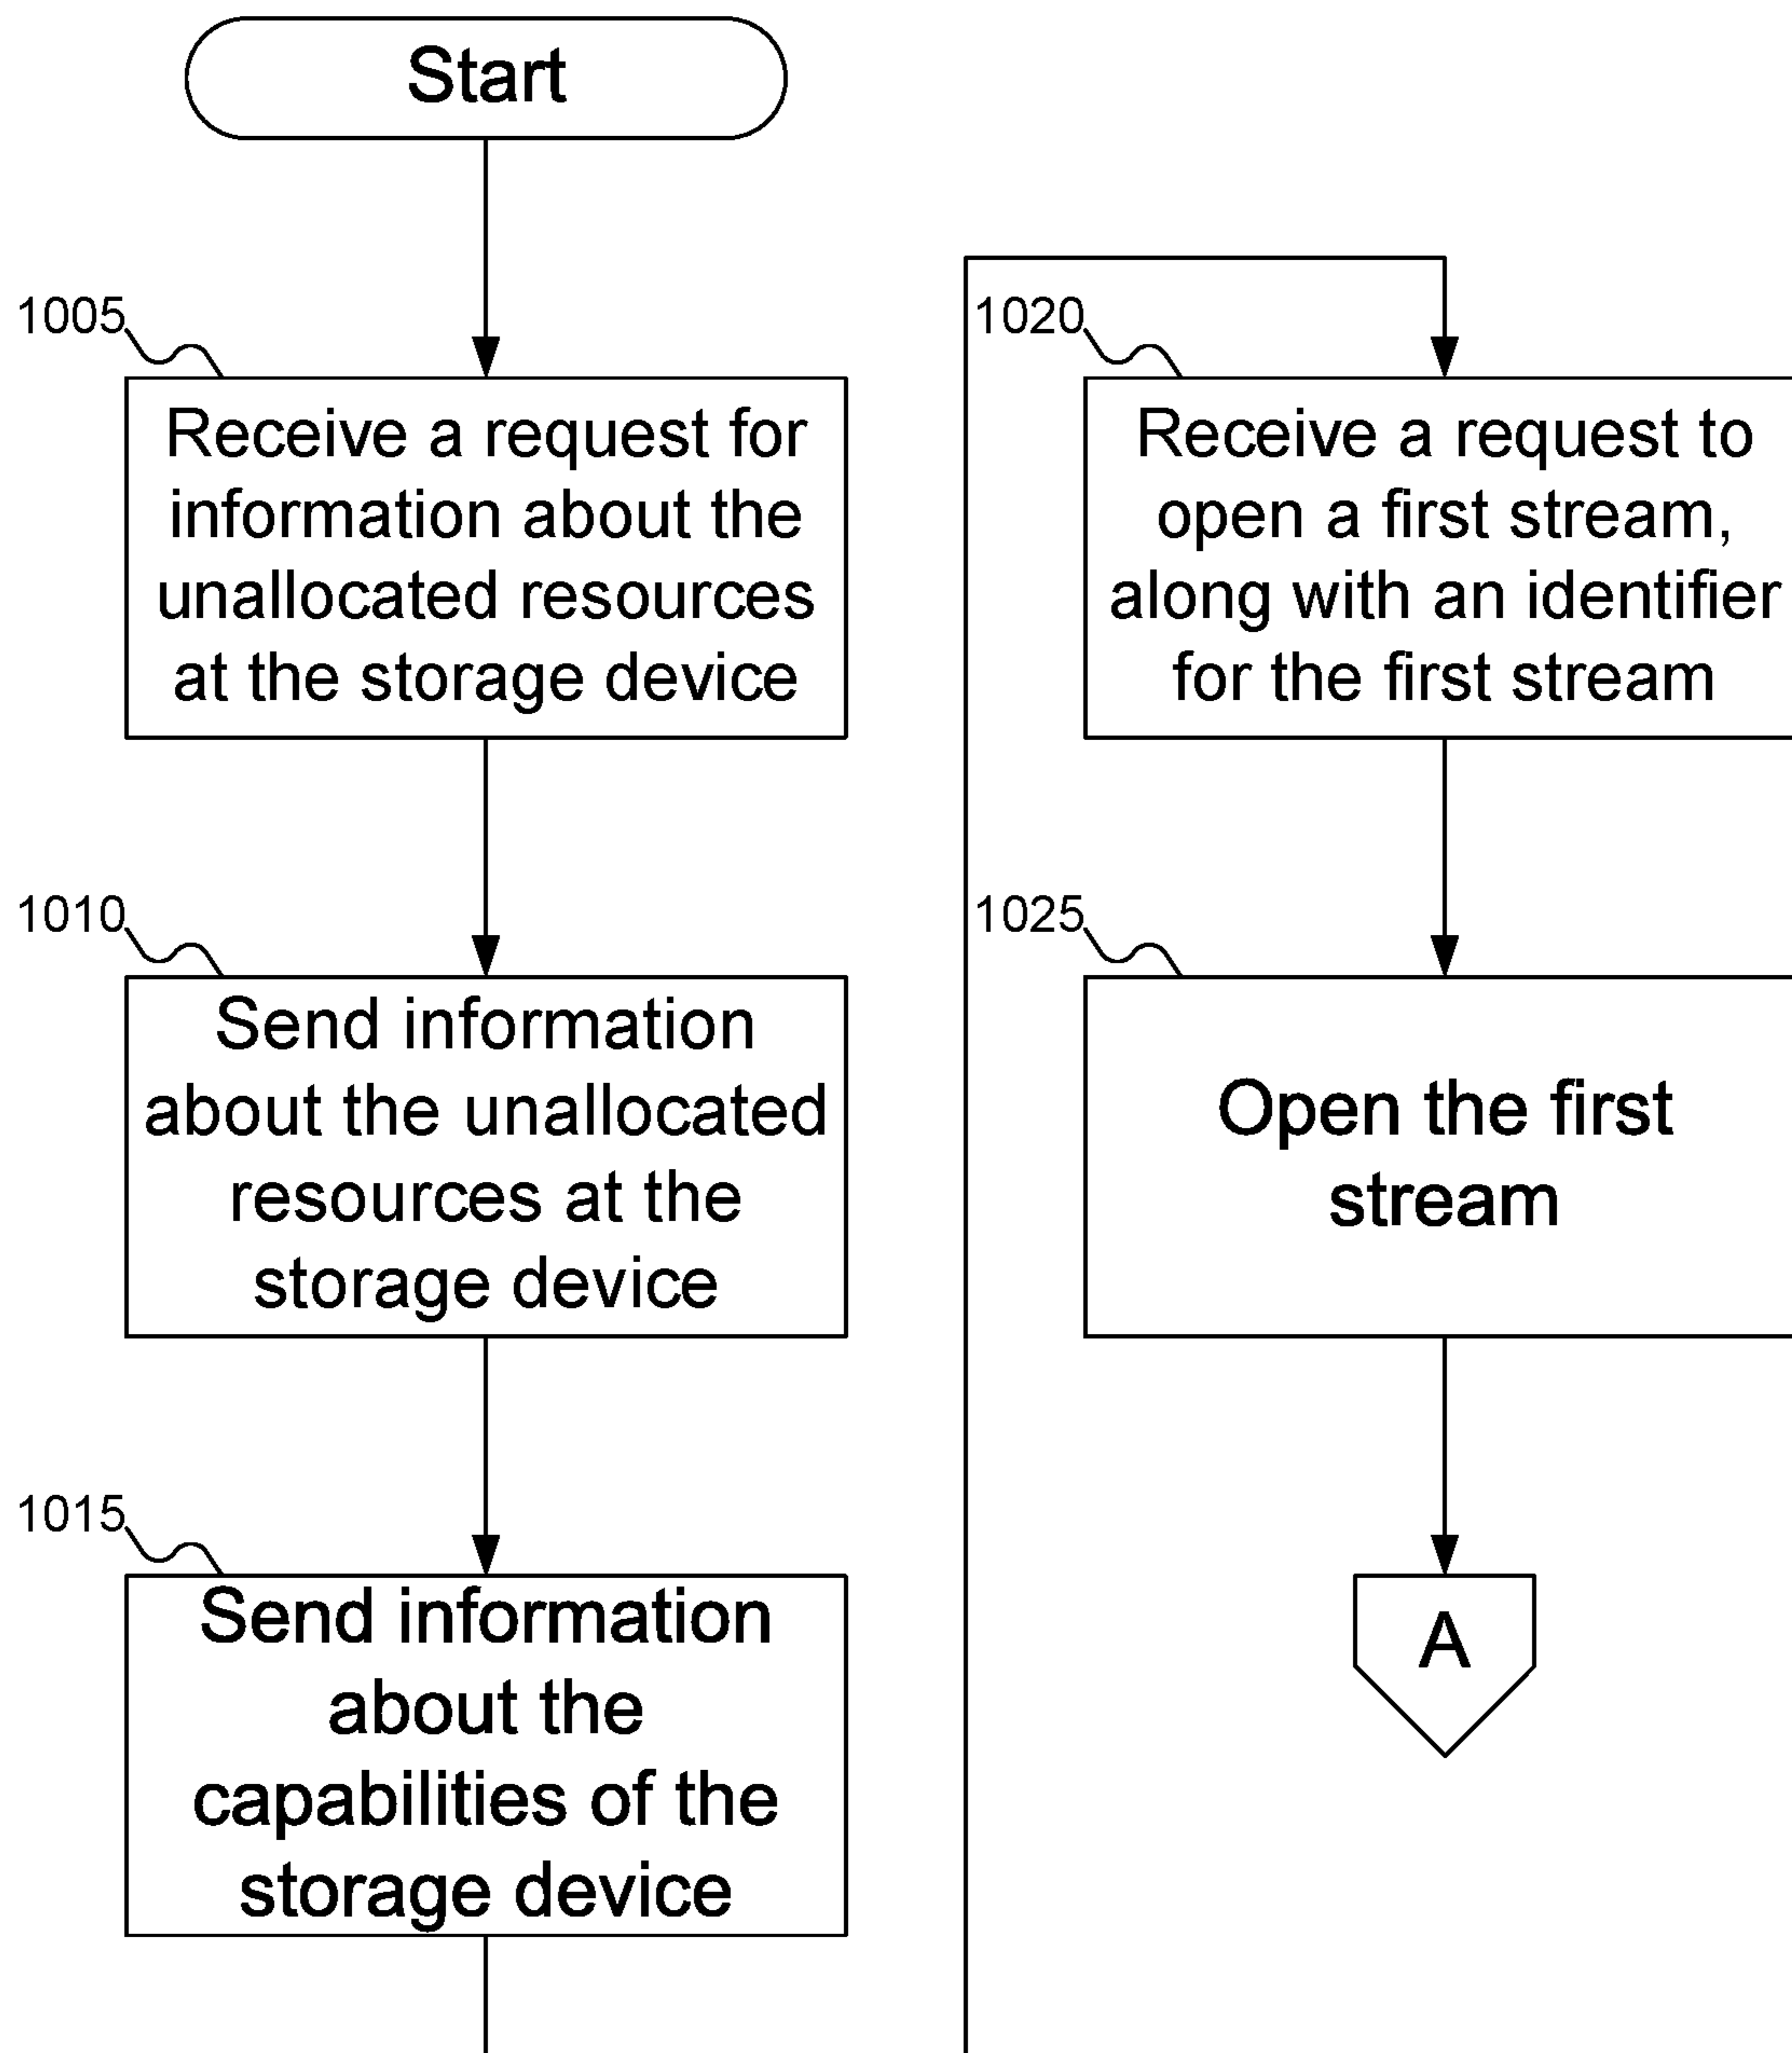 Start
1005
Receive a request for
information about the
unallocated resources
at the storage device
1010
Send information
about the unallocated
resources at the
storage device
1015
Send information
about the
capabilities of the
storage device
1020
Receive a request to
open a first stream,
along with an identifier
for the first stream
1025
Open the first
stream
A